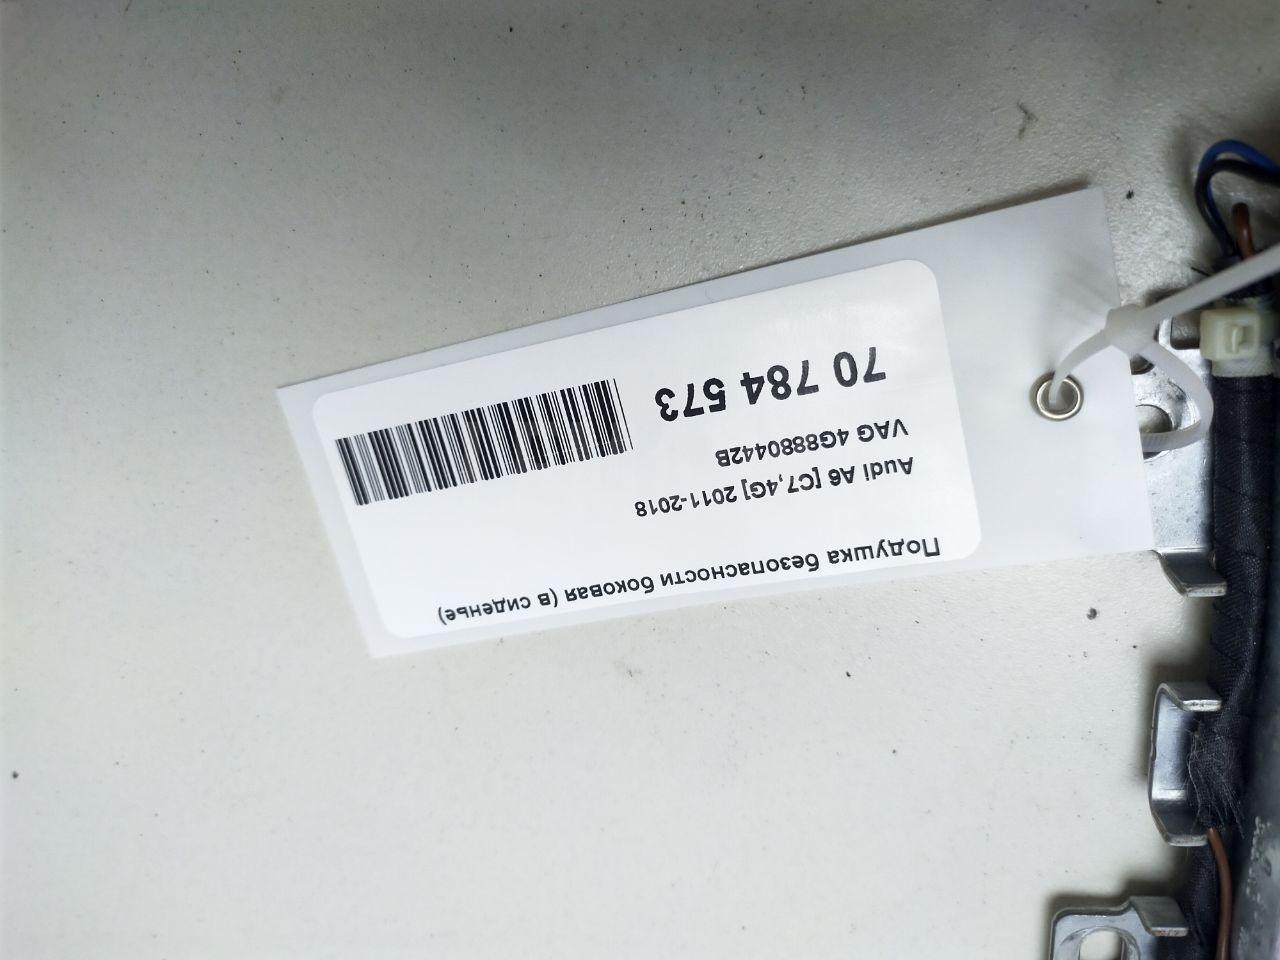 Подушка безопасности боковая (в сиденье)
Audi A6 [C7,4G] 2011-2018
VAG 4G8880442B
70 784 573